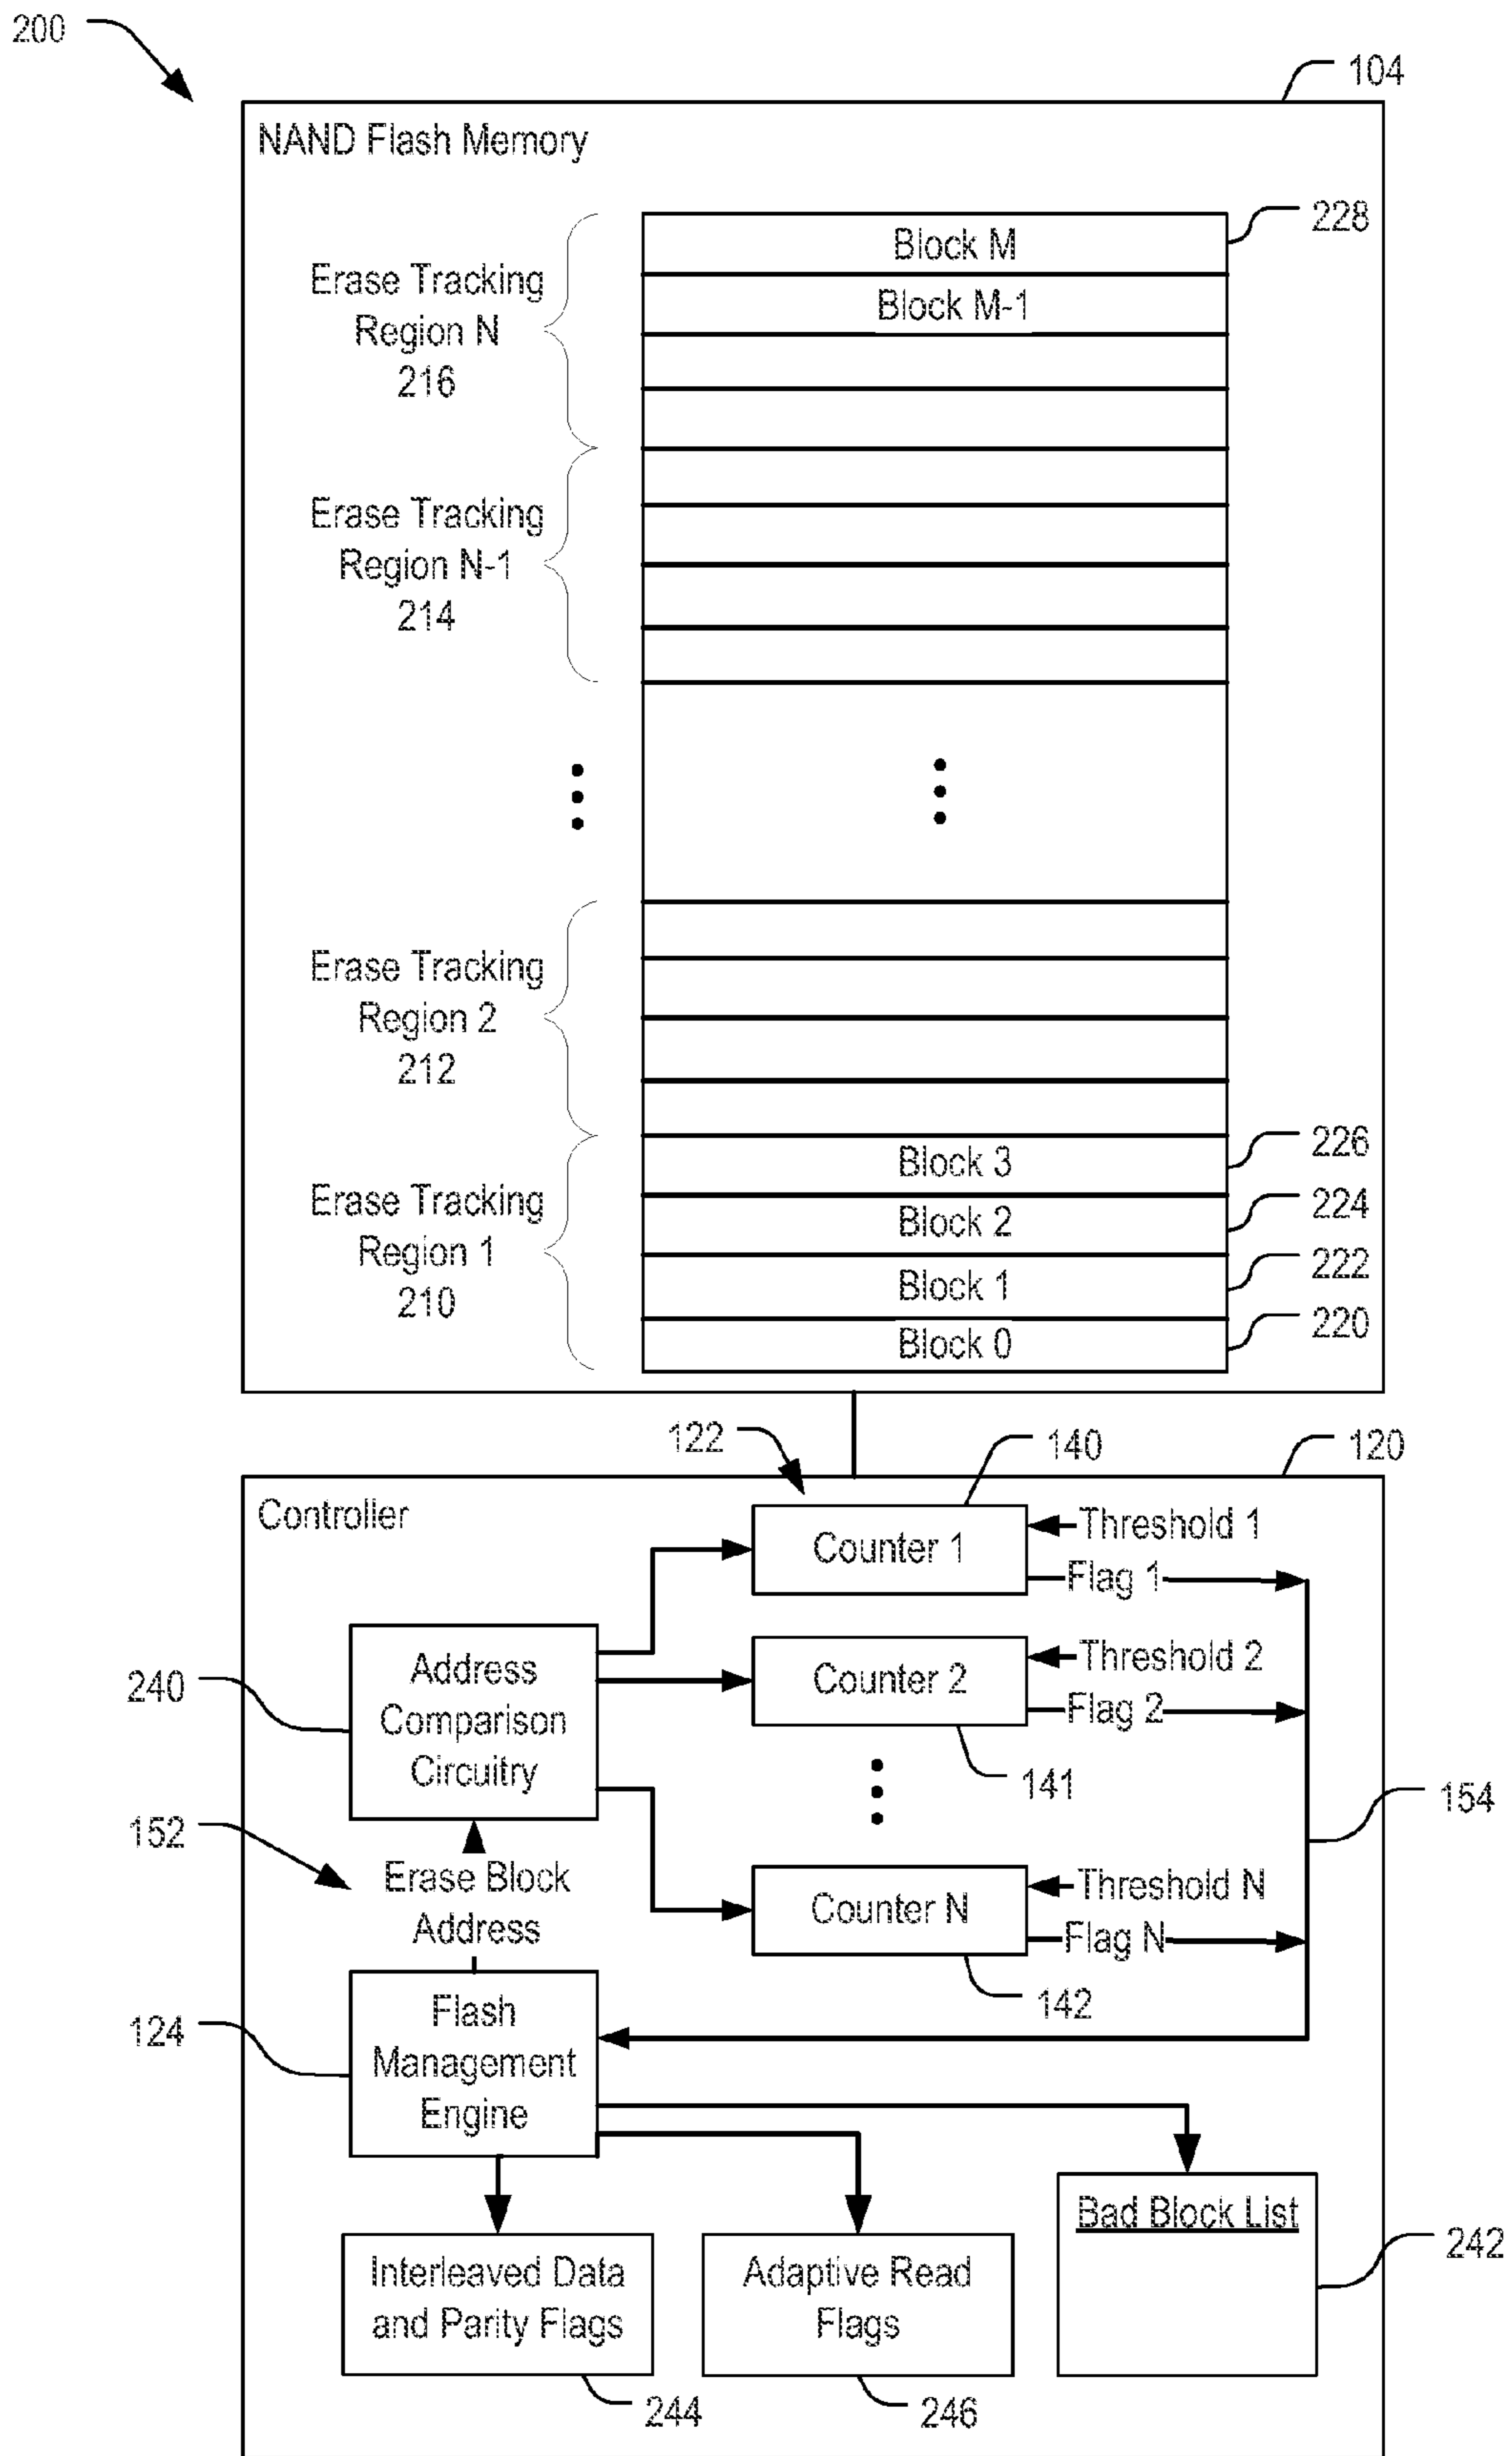 200
104
NAND Flash Memory
Block M
228
Block M-1
Erase Tracking
Region N
216
Erase Tracking
Region N-1
214
Erase Tracking
Region 2
212
Block 3
226
Erase Tracking
Region 1
210
Block 2
224
Block 1
222
Block 0
220
122
140
120
Controller
Counter 1
Threshold 1
Flag 1
Address
Comparison
Circuitry
240
Counter 2
Threshold 2
Flag 2
141
154
152
Erase Block
Address
Counter N
Threshold N
Flag N
142
124
Flash
Management
Engine
Bad Block List
242
Interleaved Data
and Parity Flags
244
Adaptive Read
Flags
246